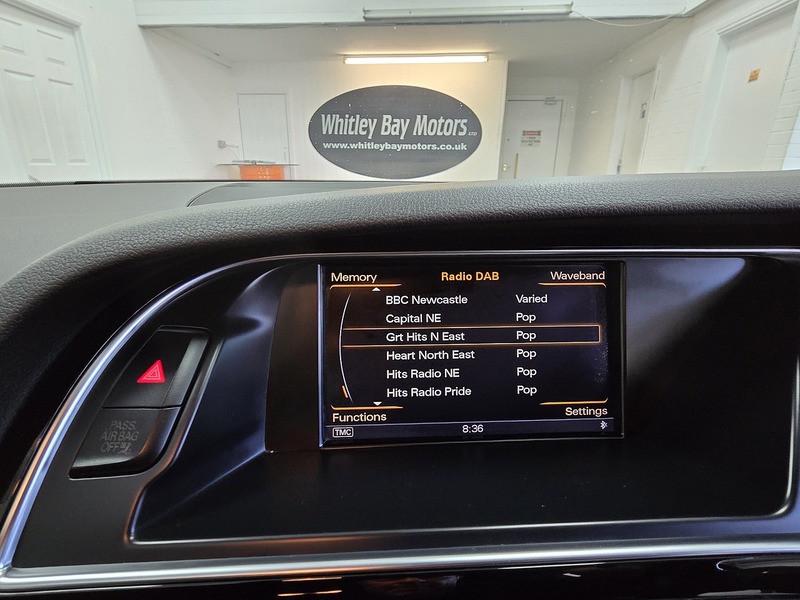 Whitley Bay Motors LTD
www.whitleybaymotors.co.uk
Memory Radio DAB Waveband
BBC Newcastle Varied
Capital NE Pop
Grt Hits N East Pop
Heart North East Pop
Hits Radio NE Pop
Hits Radio Pride Pop
Functions Settings
TMC 8:36
PASS.
AIR BAG
OFF